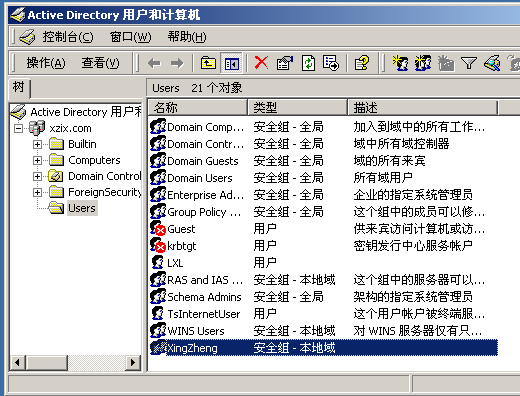 Active Directory 用户和计算机
控制台(C) 窗口(W) 帮助(H)
操作(A) 查看(V)
树
Users 21 个对象
Active Directory 用户和
xzix.com
Builtin
Computers
Domain Control
ForeignSecurity
Users
名称 类型 描述
Domain Comp... 安全组 - 全局 加入到域中的所有工作...
Domain Contr... 安全组 - 全局 域中所有域控制器
Domain Guests 安全组 - 全局 域的所有来宾
Domain Users 安全组 - 全局 所有域用户
Enterprise Ad... 安全组 - 全局 企业的指定系统管理员
Group Policy ... 安全组 - 全局 这个组中的成员可以修...
Guest 用户 供来宾访问计算机或访...
krbtgt 用户 密钥发行中心服务帐户
LXL 用户
RAS and IAS ... 安全组 - 本地域 这个组中的服务器可以...
Schema Admins 安全组 - 全局 架构的指定系统管理员
TsInternetUser 用户 这个用户帐户被终端服...
WINS Users 安全组 - 本地域 对 WINS 服务器仅有只...
XingZheng 安全组 - 本地域